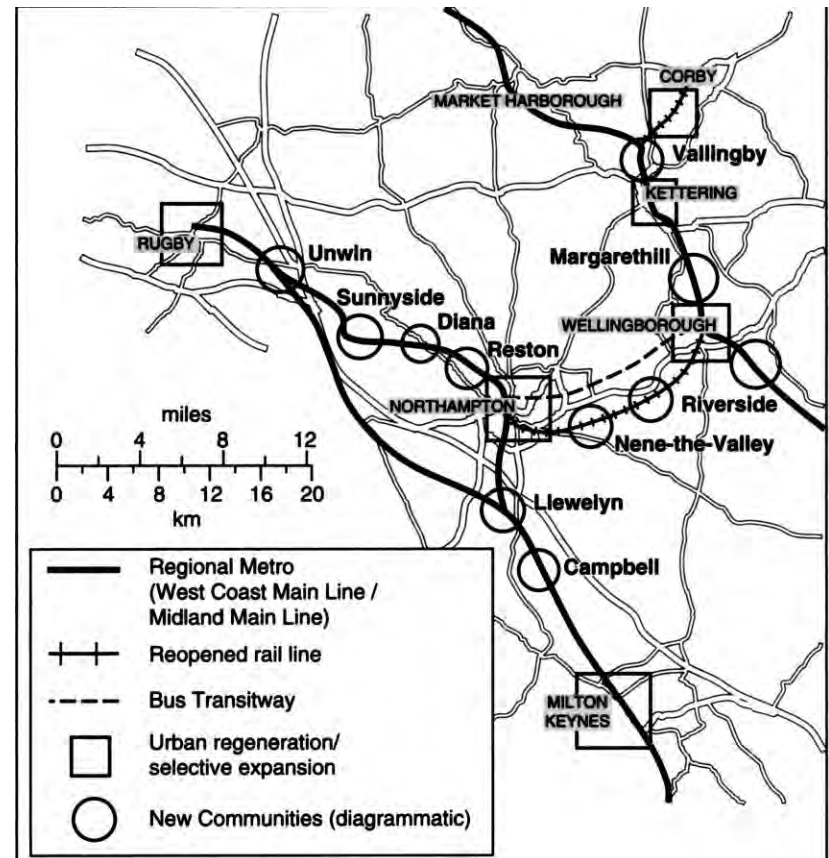 CORBY
MARKET HARBOROUGH
Vallingby
KETTERING
RUGBY
Unwin
Margarethill
Sunnyside
Diana
WELLINGBOROUGH
Reston
NORTHAMPTON
Riverside
Nene-the-Valley
miles
0 6 12
0 4 8 12 16 20
km
Llewelyn
Campbell
MILTON
KEYNES
Regional Metro
(West Coast Main Line /
Midland Main Line)
Reopened rail line
Bus Transitway
Urban regeneration/
selective expansion
New Communities (diagrammatic)